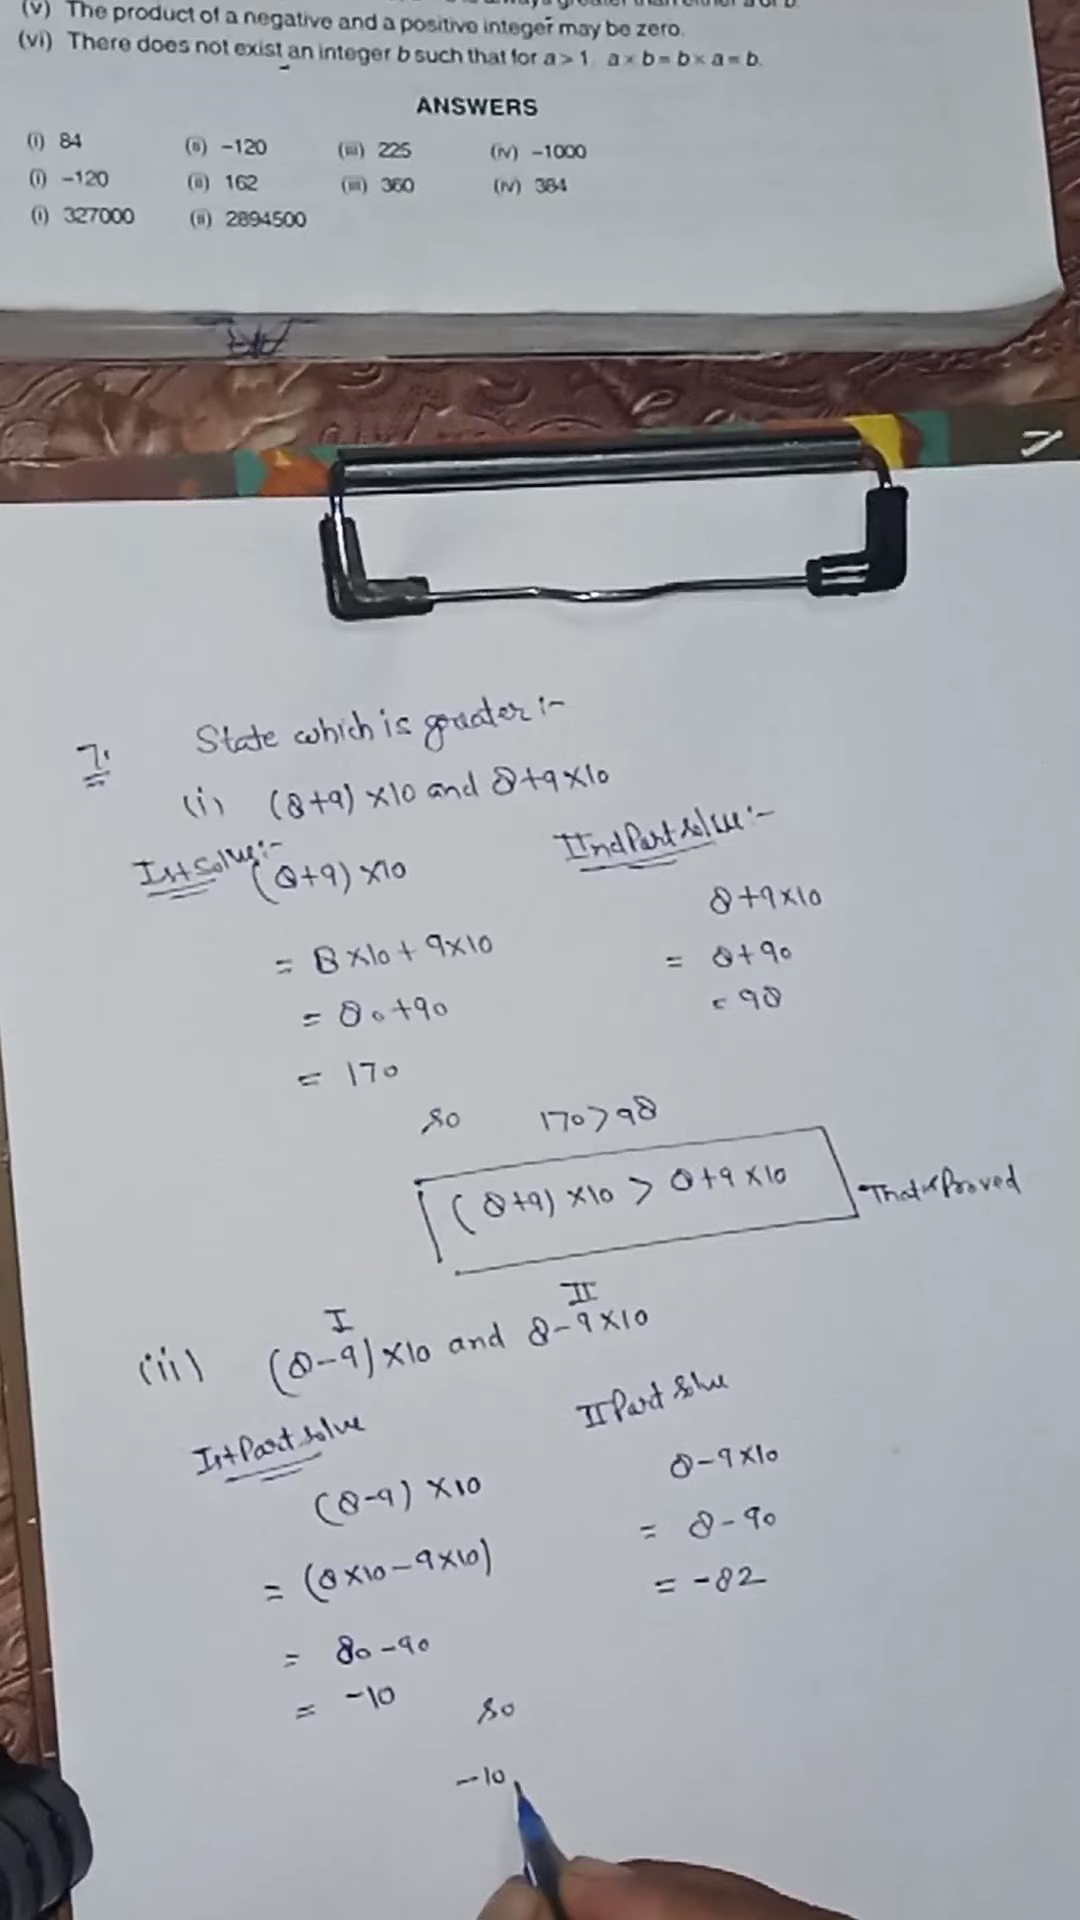 (v) The product of a negative and a positive integer may be zero.
(vi) There does not exist an integer b such that for a > 1, a × b = b × a = b.
ANSWERS
(i) 84 (ii) -120 (iii) 225 (iv) -1000
(i) -120 (ii) 162 (iii) 360 (iv) 384
(i) 327000 (ii) 2894500
7. State which is greater :-
(i) (8+9) ×10 and 8+9×10
Ist Solve:- IInd Part solve:-
(8+9) ×10
8+9×10
= 8×10+9×10
= 8+90
= 80+90
= 98
= 170
so 170>98
(8+9) ×10 > 8+9×10 That is Proved
I II
(ii) (8-9)×10 and 8-9×10
Ist Part solve II Part Solve
(8-9) ×10
8-9×10
= (8×10-9×10)
= 8-90
= 80-90
= -82
= -10
so
-10